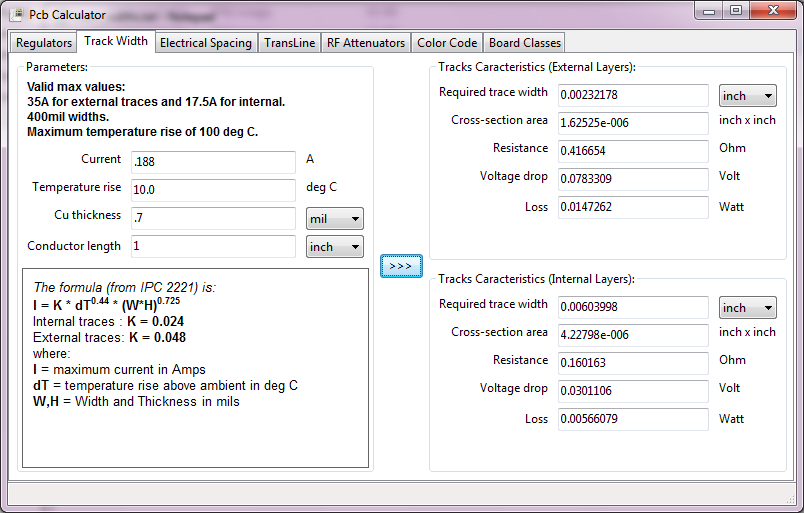 Pcb Calculator
Regulators Track Width Electrical Spacing TransLine RF Attenuators Color Code Board Classes
Parameters:
Valid max values:
35A for external traces and 17.5A for internal.
400mil widths.
Maximum temperature rise of 100 deg C.
Current .188 A
Temperature rise 10.0 deg C
Cu thickness .7 mil
Conductor length 1 inch
The formula (from IPC 2221) is:
I = K * dT0.44 * (W*H)0.725
Internal traces : K = 0.024
External traces: K = 0.048
where:
I = maximum current in Amps
dT = temperature rise above ambient in deg C
W,H = Width and Thickness in mils
>>>
Tracks Caracteristics (External Layers):
Required trace width 0.00232178 inch
Cross-section area 1.62525e-006 inch x inch
Resistance 0.416654 Ohm
Voltage drop 0.0783309 Volt
Loss 0.0147262 Watt
Tracks Caracteristics (Internal Layers):
Required trace width 0.00603998 inch
Cross-section area 4.22798e-006 inch x inch
Resistance 0.160163 Ohm
Voltage drop 0.0301106 Volt
Loss 0.00566079 Watt